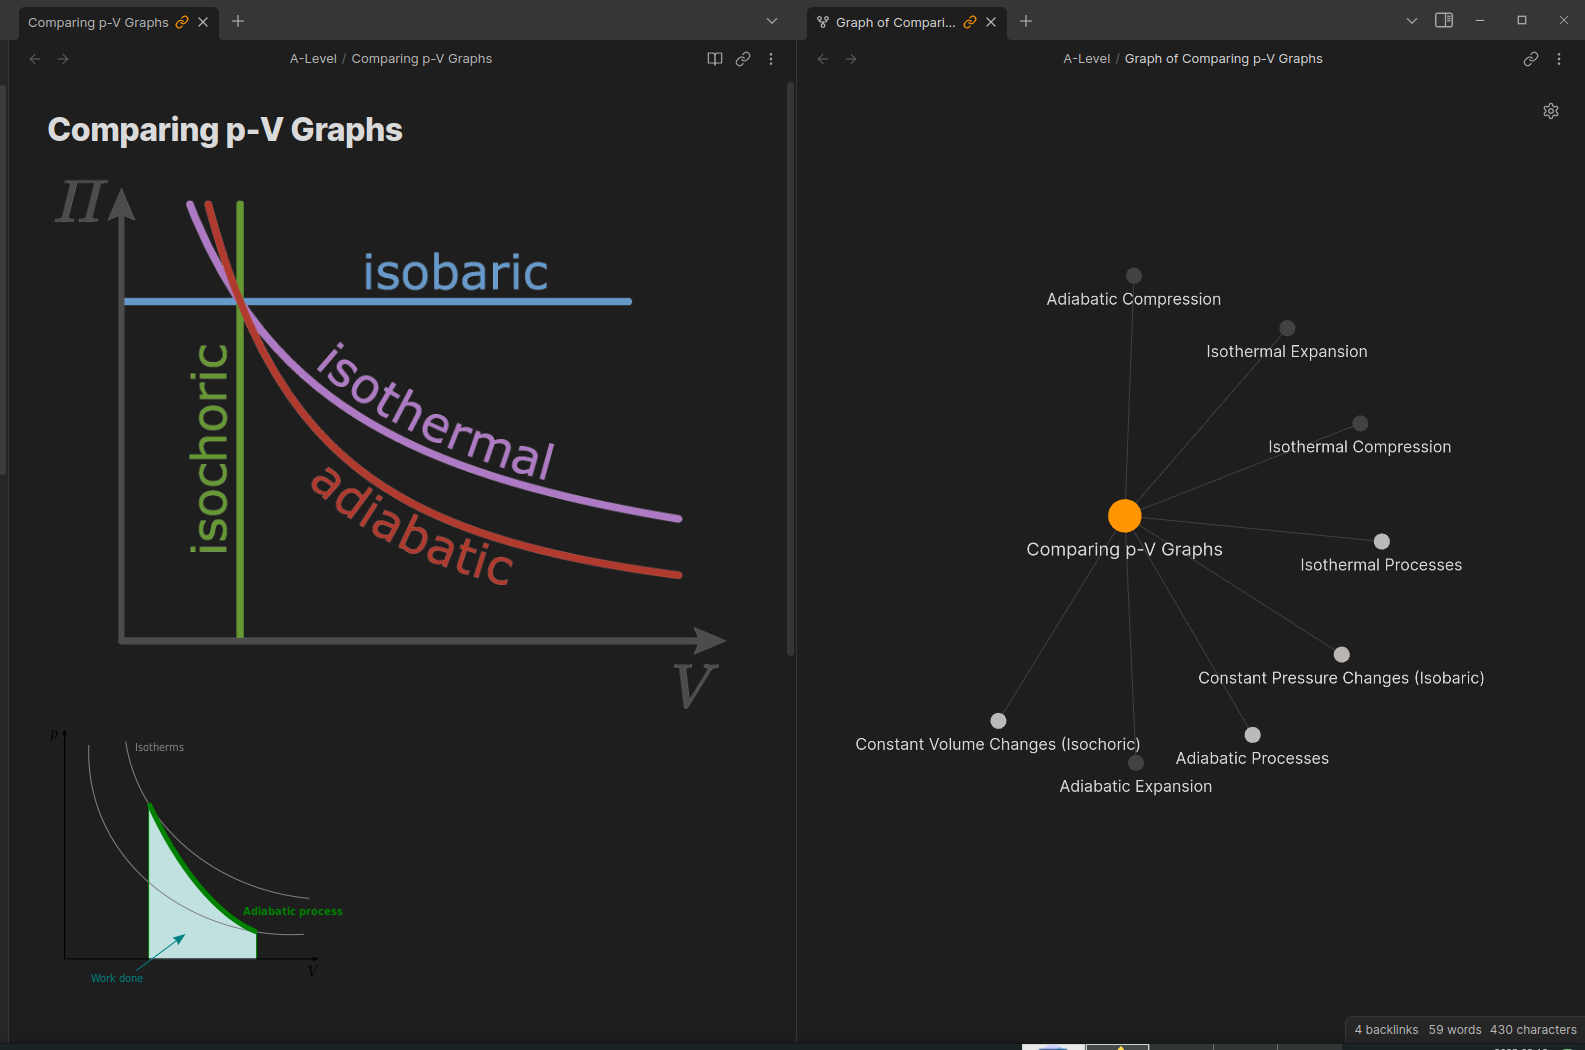 Comparing p-V Graphs
Graph of Compari...
A-Level / Comparing p-V Graphs
A-Level / Graph of Comparing p-V Graphs
Comparing p-V Graphs
Π
isobaric
isochoric
isothermal
adiabatic
V
p
Isotherms
Adiabatic process
Work done
V
Adiabatic Compression
Isothermal Expansion
Isothermal Compression
Comparing p-V Graphs
Isothermal Processes
Constant Pressure Changes (Isobaric)
Constant Volume Changes (Isochoric)
Adiabatic Processes
Adiabatic Expansion
4 backlinks 59 words 430 characters